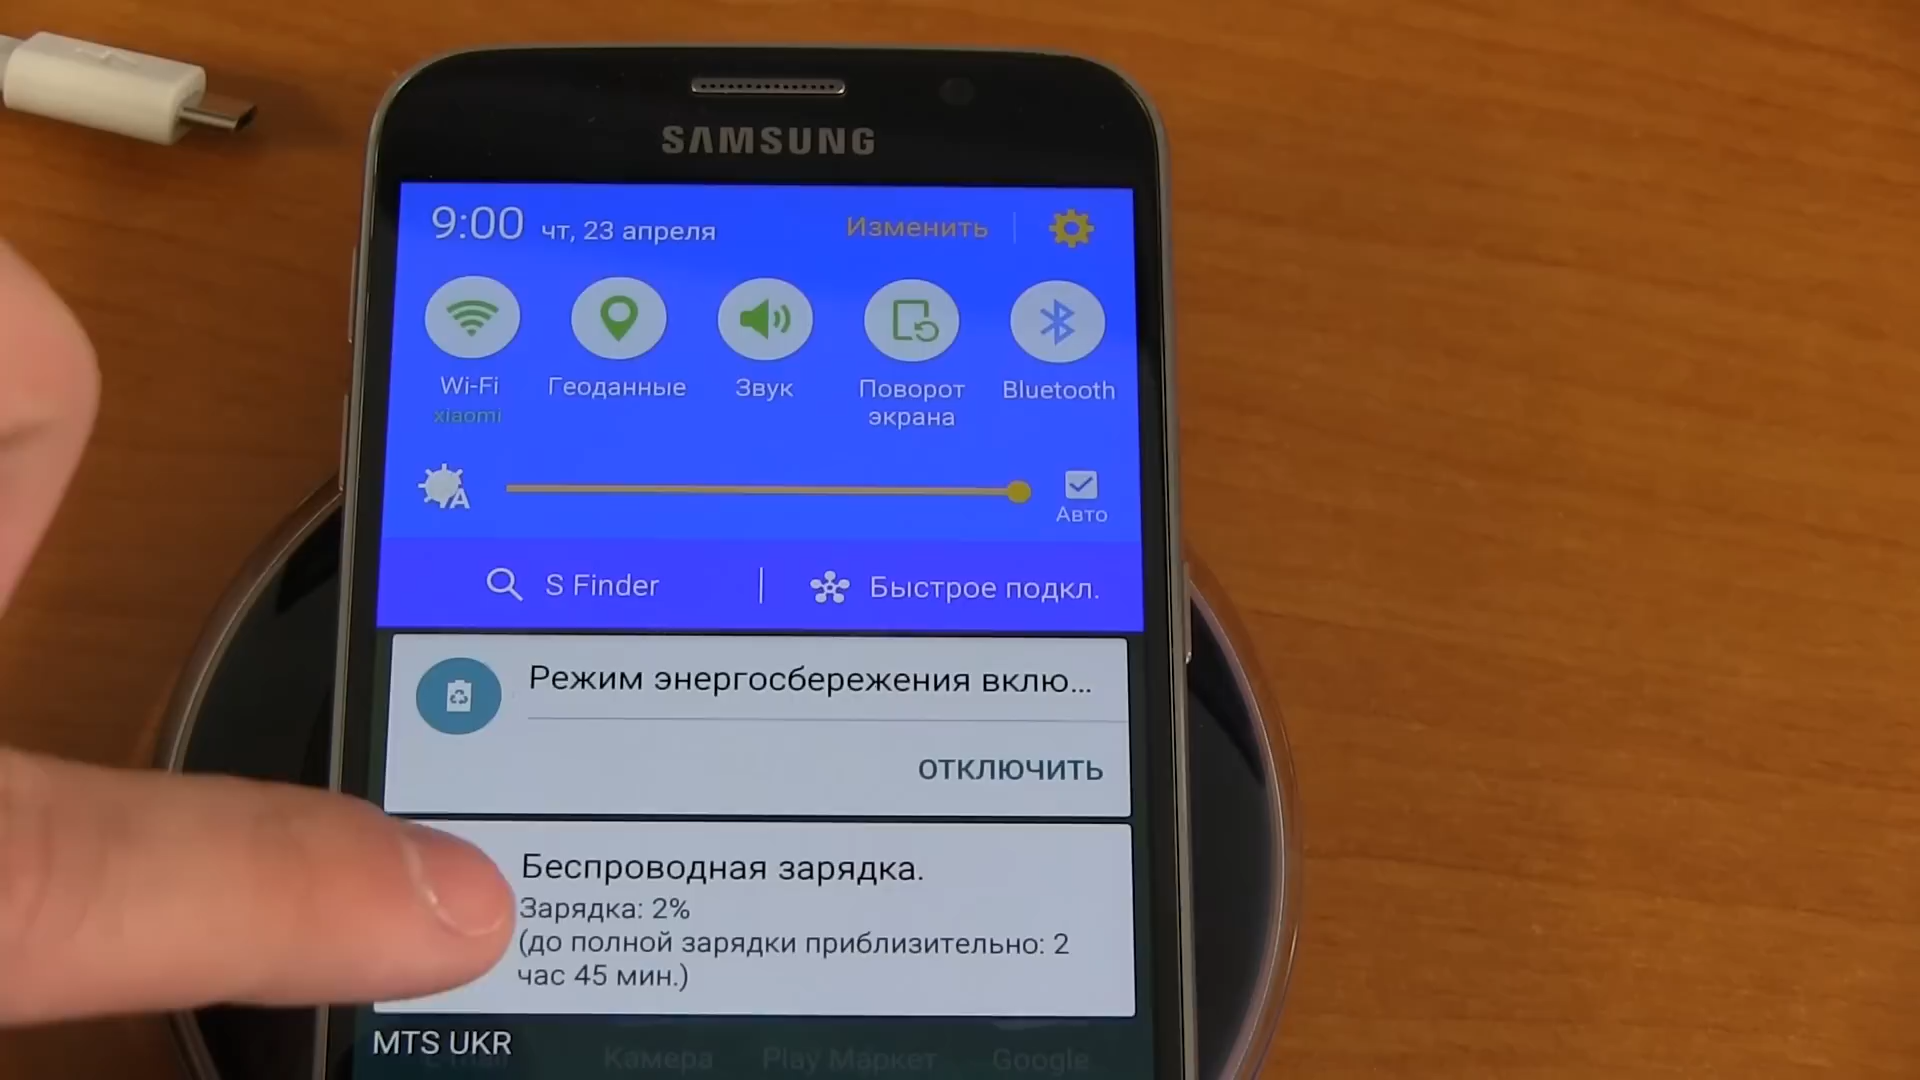 SAMSUNG
9:00 чт, 23 апреля Изменить
Wi-Fi Геоданные Звук Поворот экрана Bluetooth
xiaomi
Авто
S Finder Быстрое подкл.
Режим энергосбережения вклю...
ОТКЛЮЧИТЬ
Беспроводная зарядка.
Зарядка: 2%
(до полной зарядки приблизительно: 2
час 45 мин.)
MTS UKR
Камера Play Маркет Google